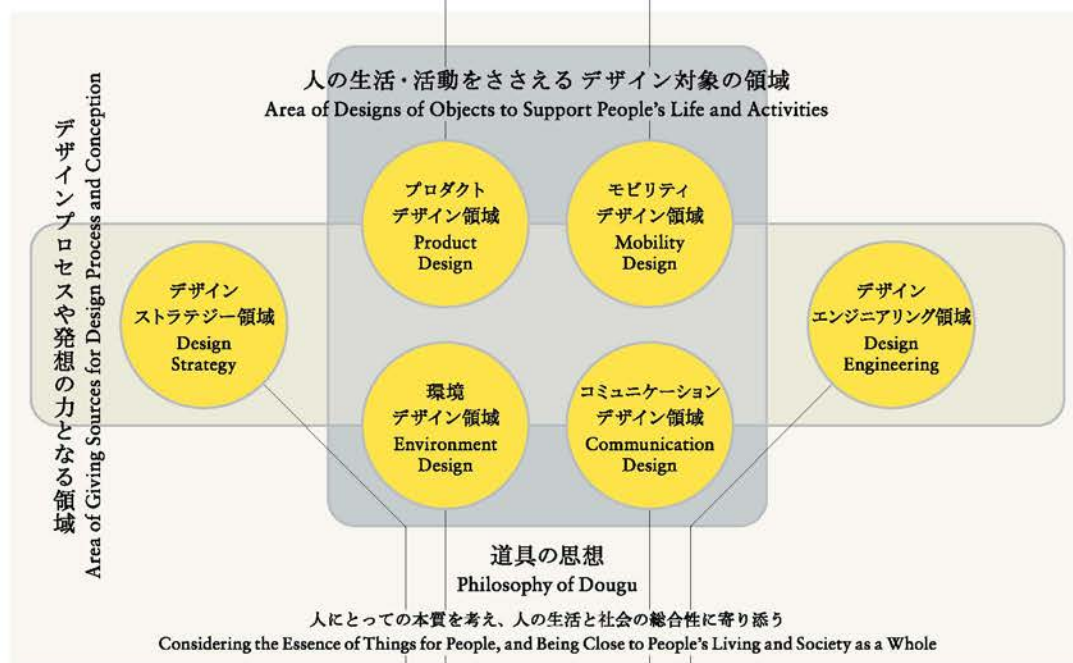 人の生活・活動をささえる デザイン対象の領域
Area of Designs of Objects to Support People's Life and Activities
デザインプロセスや発想の力となる領域
Area of Giving Sources for Design Process and Conception
プロダクト
デザイン領域
Product
Design
モビリティ
デザイン領域
Mobility
Design
デザイン
ストラテジー領域
Design
Strategy
デザイン
エンジニアリング領域
Design
Engineering
環境
デザイン領域
Environment
Design
コミュニケーション
デザイン領域
Communication
Design
道具の思想
Philosophy of Dougu
人にとっての本質を考え、人の生活と社会の総合性に寄り添う
Considering the Essence of Things for People, and Being Close to People's Living and Society as a Whole